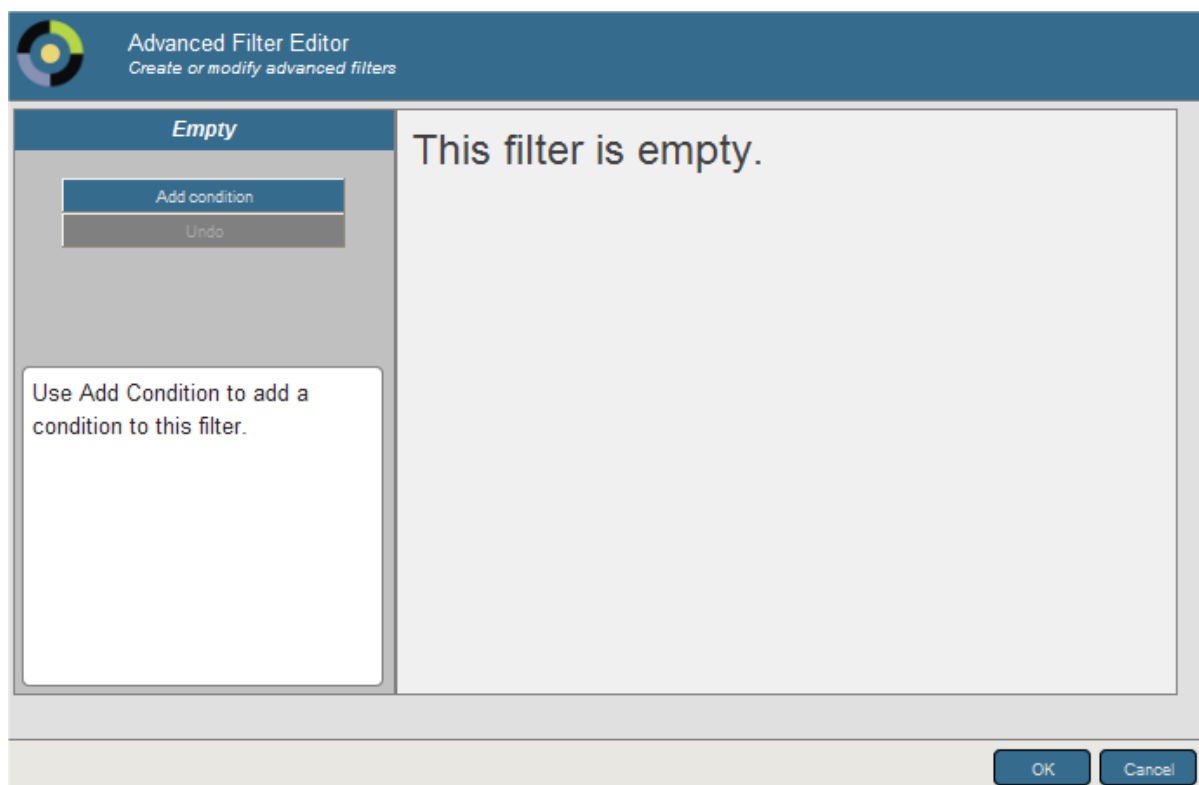 Advanced Filter Editor
Create or modify advanced filters
Empty
Add condition
Undo
Use Add Condition to add a
condition to this filter.
This filter is empty.
OK
Cancel